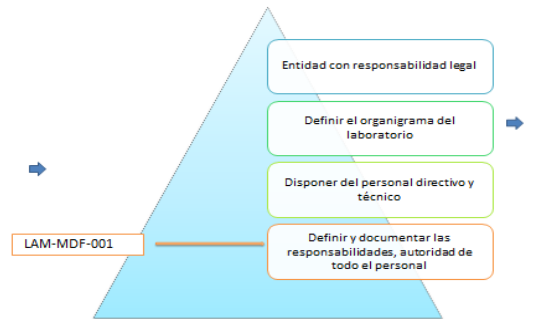 Entidad con responsabilidad legal
Definir el organigrama del
laboratorio
Disponer del personal directivo y
técnico
LAM-MDF-001
Definir y documentar las
responsabilidades, autoridad de
todo el personal